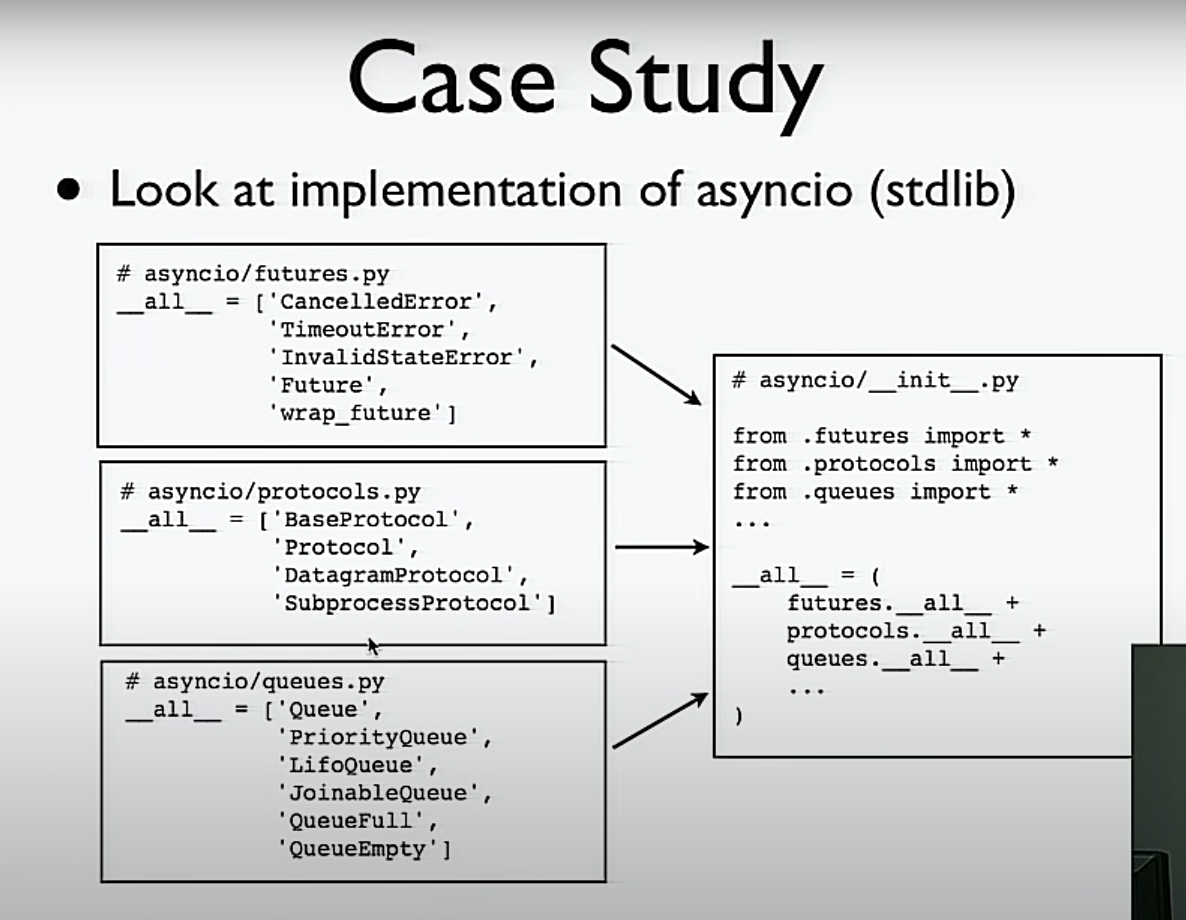 Case Study
• Look at implementation of asyncio (stdlib)
# asyncio/futures.py
__all__ = ['CancelledError',
'TimeoutError',
'InvalidStateError',
'Future',
'wrap_future']
# asyncio/protocols.py
__all__ = ['BaseProtocol',
'Protocol',
'DatagramProtocol',
'SubprocessProtocol']
# asyncio/queues.py
__all__ = ['Queue',
'PriorityQueue',
'LifoQueue',
'JoinableQueue',
'QueueFull',
'QueueEmpty']
# asyncio/__init__.py
from .futures import *
from .protocols import *
from .queues import *
...
__all__ = (
futures.__all__ +
protocols.__all__ +
queues.__all__ +
...
)